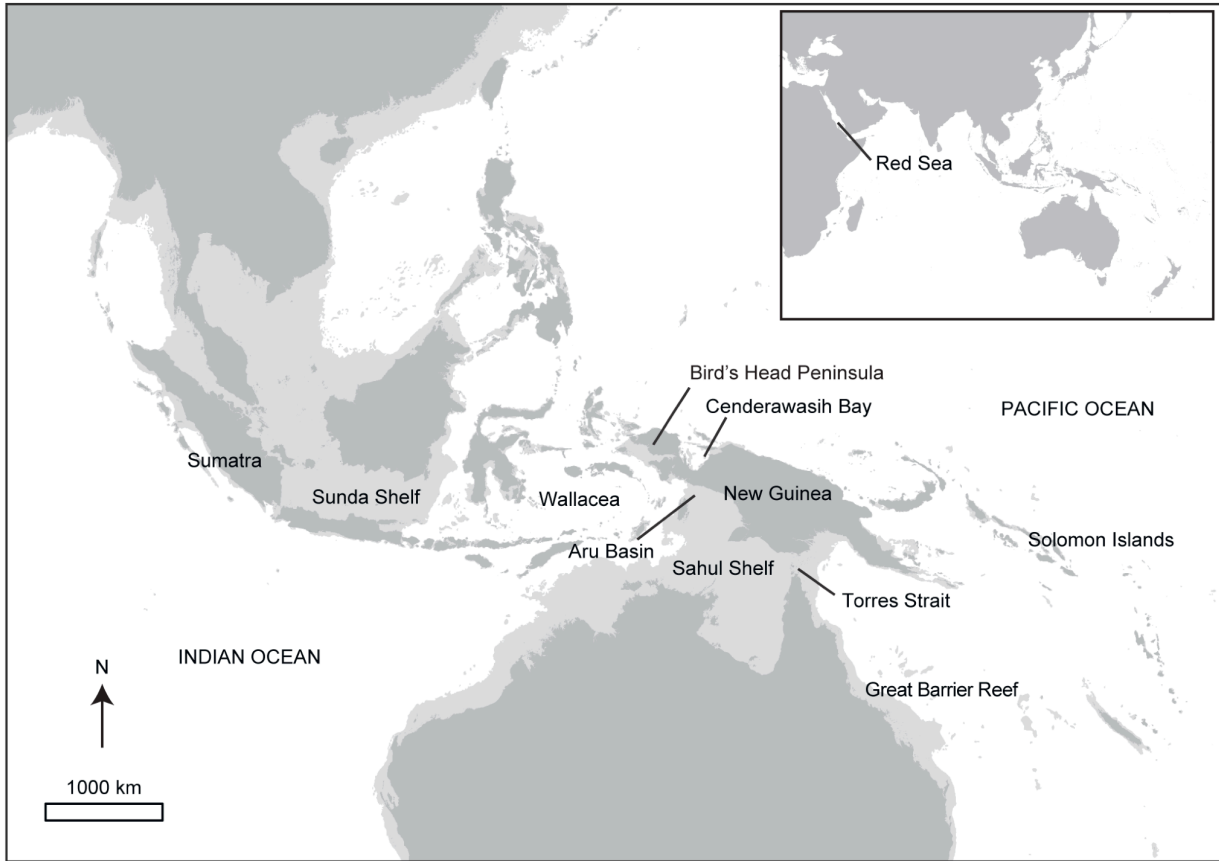 Red Sea
Bird's Head Peninsula
Cenderawasih Bay
PACIFIC OCEAN
Sumatra
Sunda Shelf
Wallacea
New Guinea
Aru Basin
Solomon Islands
Sahul Shelf
Torres Strait
INDIAN OCEAN
N
Great Barrier Reef
1000 km